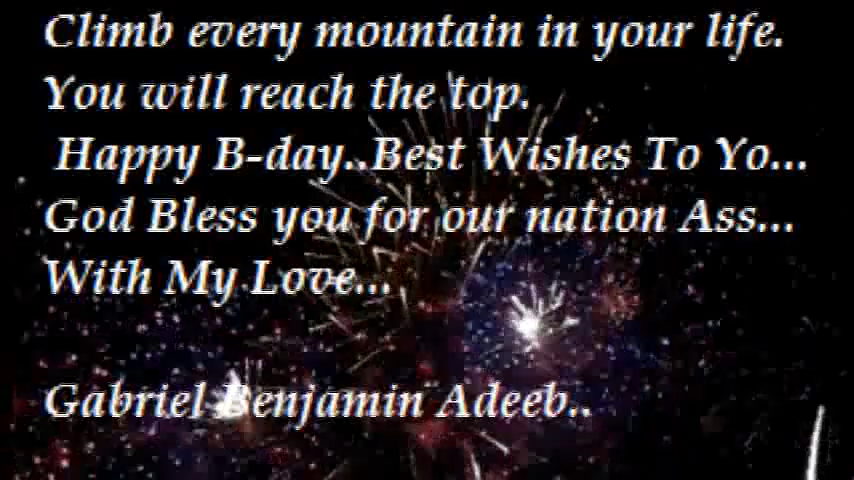 Climb every mountain in your life.
You will reach the top.
Happy B-day..Best Wishes To Yo...
God Bless you for our nation Ass...
With My Love...
Gabriel Benjamin Adeeb..